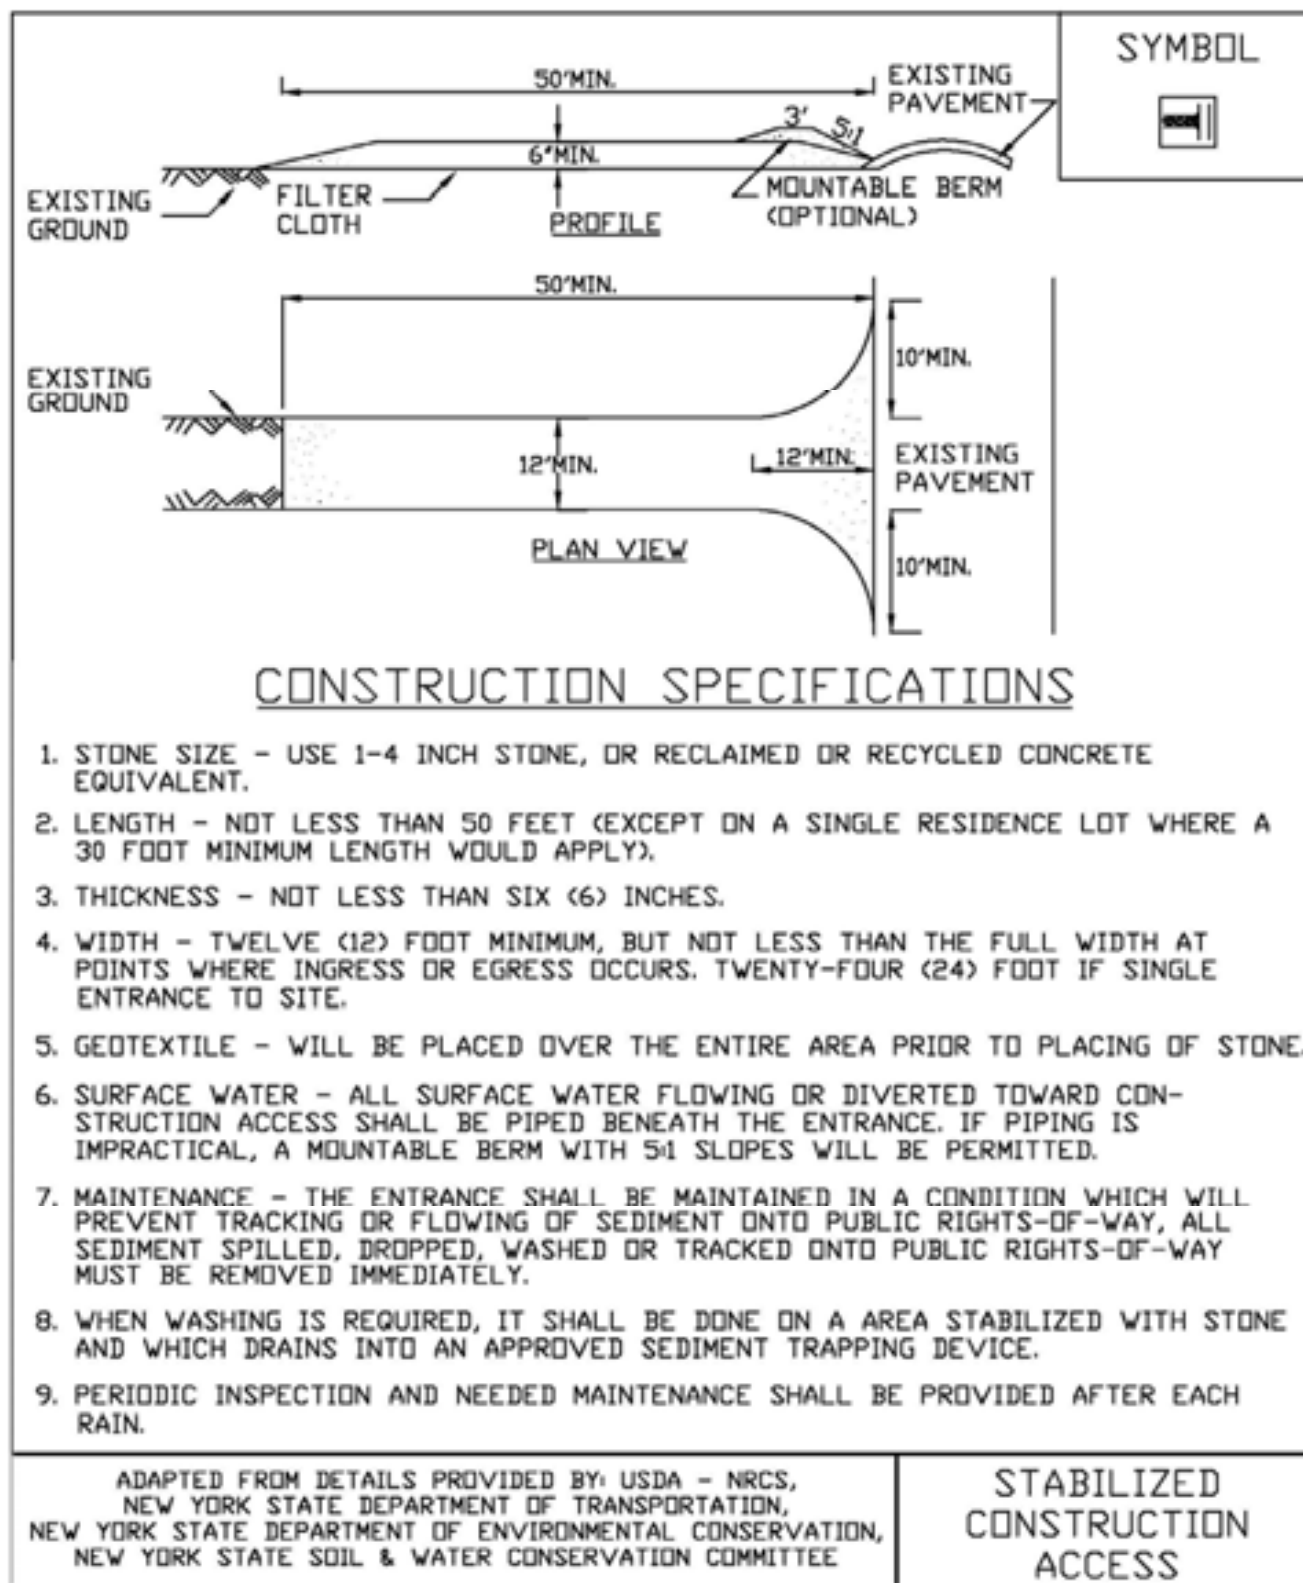 SYMBOL
50'MIN.
EXISTING
PAVEMENT
3'
5:1
6"MIN.
EXISTING
GROUND
FILTER
CLOTH
PROFILE
MOUNTABLE BERM
(OPTIONAL)
50'MIN.
10'MIN.
EXISTING
GROUND
12'MIN.
12'MIN.
EXISTING
PAVEMENT
PLAN VIEW
10'MIN.
CONSTRUCTION SPECIFICATIONS
1. STONE SIZE - USE 1-4 INCH STONE, OR RECLAIMED OR RECYCLED CONCRETE
EQUIVALENT.
2. LENGTH - NOT LESS THAN 50 FEET (EXCEPT ON A SINGLE RESIDENCE LOT WHERE A
30 FOOT MINIMUM LENGTH WOULD APPLY).
3. THICKNESS - NOT LESS THAN SIX (6) INCHES.
4. WIDTH - TWELVE (12) FOOT MINIMUM, BUT NOT LESS THAN THE FULL WIDTH AT
POINTS WHERE INGRESS OR EGRESS OCCURS. TWENTY-FOUR (24) FOOT IF SINGLE
ENTRANCE TO SITE.
5. GEOTEXTILE - WILL BE PLACED OVER THE ENTIRE AREA PRIOR TO PLACING OF STONE.
6. SURFACE WATER - ALL SURFACE WATER FLOWING OR DIVERTED TOWARD CON-
STRUCTION ACCESS SHALL BE PIPED BENEATH THE ENTRANCE. IF PIPING IS
IMPRACTICAL, A MOUNTABLE BERM WITH 5:1 SLOPES WILL BE PERMITTED.
7. MAINTENANCE - THE ENTRANCE SHALL BE MAINTAINED IN A CONDITION WHICH WILL
PREVENT TRACKING OR FLOWING OF SEDIMENT ONTO PUBLIC RIGHTS-OF-WAY, ALL
SEDIMENT SPILLED, DROPPED, WASHED OR TRACKED ONTO PUBLIC RIGHTS-OF-WAY
MUST BE REMOVED IMMEDIATELY.
8. WHEN WASHING IS REQUIRED, IT SHALL BE DONE ON A AREA STABILIZED WITH STONE
AND WHICH DRAINS INTO AN APPROVED SEDIMENT TRAPPING DEVICE.
9. PERIODIC INSPECTION AND NEEDED MAINTENANCE SHALL BE PROVIDED AFTER EACH
RAIN.
ADAPTED FROM DETAILS PROVIDED BY: USDA - NRCS,
NEW YORK STATE DEPARTMENT OF TRANSPORTATION,
NEW YORK STATE DEPARTMENT OF ENVIRONMENTAL CONSERVATION,
NEW YORK STATE SOIL & WATER CONSERVATION COMMITTEE
STABILIZED
CONSTRUCTION
ACCESS